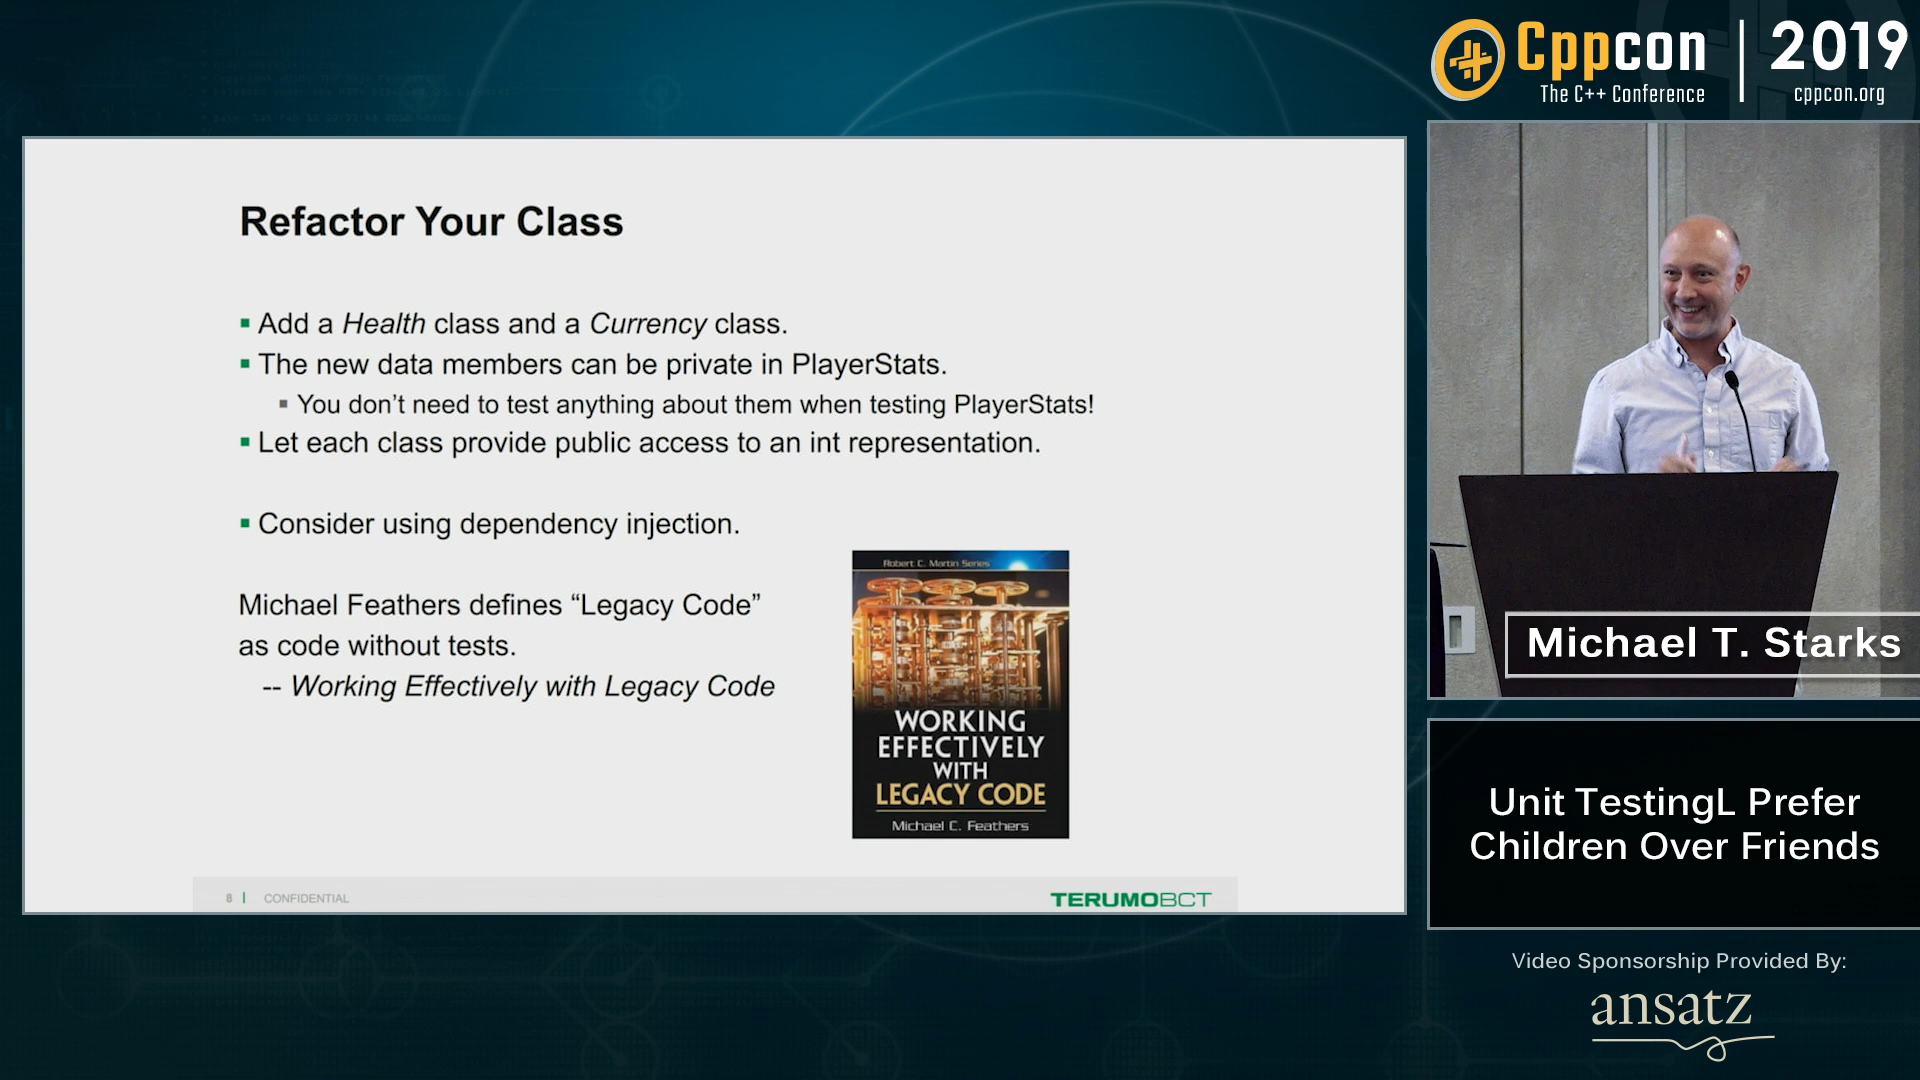 Cppcon | 2019
The C++ Conference
cppcon.org
Refactor Your Class
▪ Add a Health class and a Currency class.
▪ The new data members can be private in PlayerStats.
▪ You don’t need to test anything about them when testing PlayerStats!
▪ Let each class provide public access to an int representation.
▪ Consider using dependency injection.
Michael Feathers defines “Legacy Code”
as code without tests.
-- Working Effectively with Legacy Code
Robert C. Martin Series
WORKING
EFFECTIVELY
WITH
LEGACY CODE
Michael C. Feathers
8 | CONFIDENTIAL
TERUMOBCT
Michael T. Starks
Unit TestingL Prefer
Children Over Friends
Video Sponsorship Provided By:
ansatz